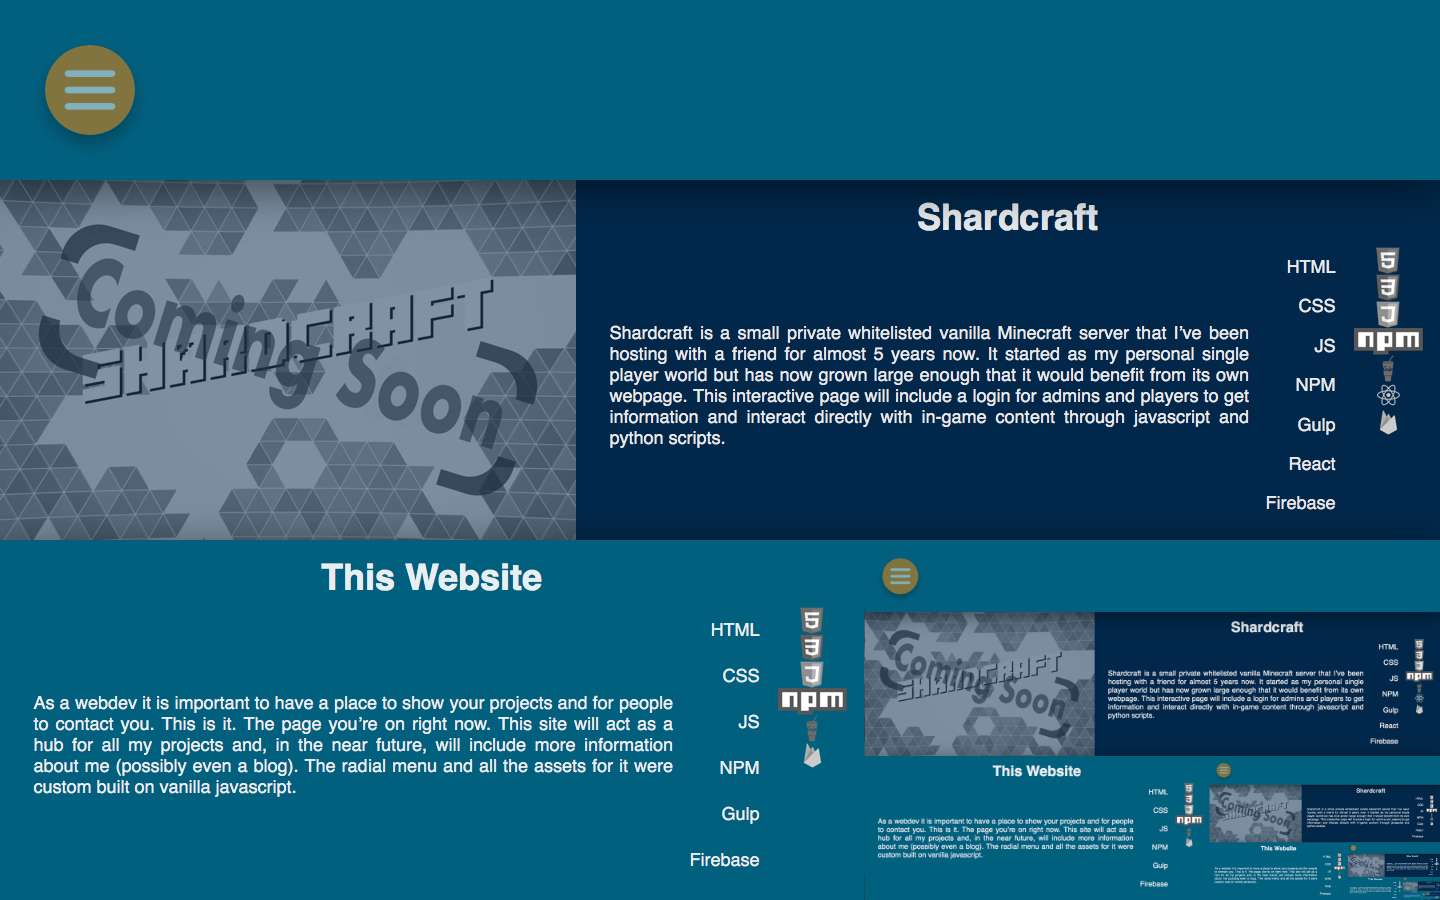 Shardcraft
Coming Soon
SHARDCRAFT
Shardcraft is a small private whitelisted vanilla Minecraft server that I've been
hosting with a friend for almost 5 years now. It started as my personal single
player world but has now grown large enough that it would benefit from its own
webpage. This interactive page will include a login for admins and players to get
information and interact directly with in-game content through javascript and
python scripts.
HTML
CSS
JS
NPM
Gulp
React
Firebase
5
3
J
npm
This Website
As a webdev it is important to have a place to show your projects and for people
to contact you. This is it. The page you're on right now. This site will act as a
hub for all my projects and, in the near future, will include more information
about me (possibly even a blog). The radial menu and all the assets for it were
custom built on vanilla javascript.
HTML
CSS
JS
NPM
Gulp
Firebase
5
3
J
npm
Shardcraft
Coming Soon
SHARDCRAFT
Shardcraft is a small private whitelisted vanilla Minecraft server that I've been
hosting with a friend for almost 5 years now. It started as my personal single
player world but has now grown large enough that it would benefit from its own
webpage. This interactive page will include a login for admins and players to get
information and interact directly with in-game content through javascript and
python scripts.
HTML
CSS
JS
NPM
Gulp
React
Firebase
5
3
J
npm
This Website
As a webdev it is important to have a place to show your projects and for people
to contact you. This is it. The page you're on right now. This site will act as a
hub for all my projects and, in the near future, will include more information
about me (possibly even a blog). The radial menu and all the assets for it were
custom built on vanilla javascript.
HTML
CSS
JS
NPM
Gulp
Firebase
5
3
J
npm
Shardcraft
This Website